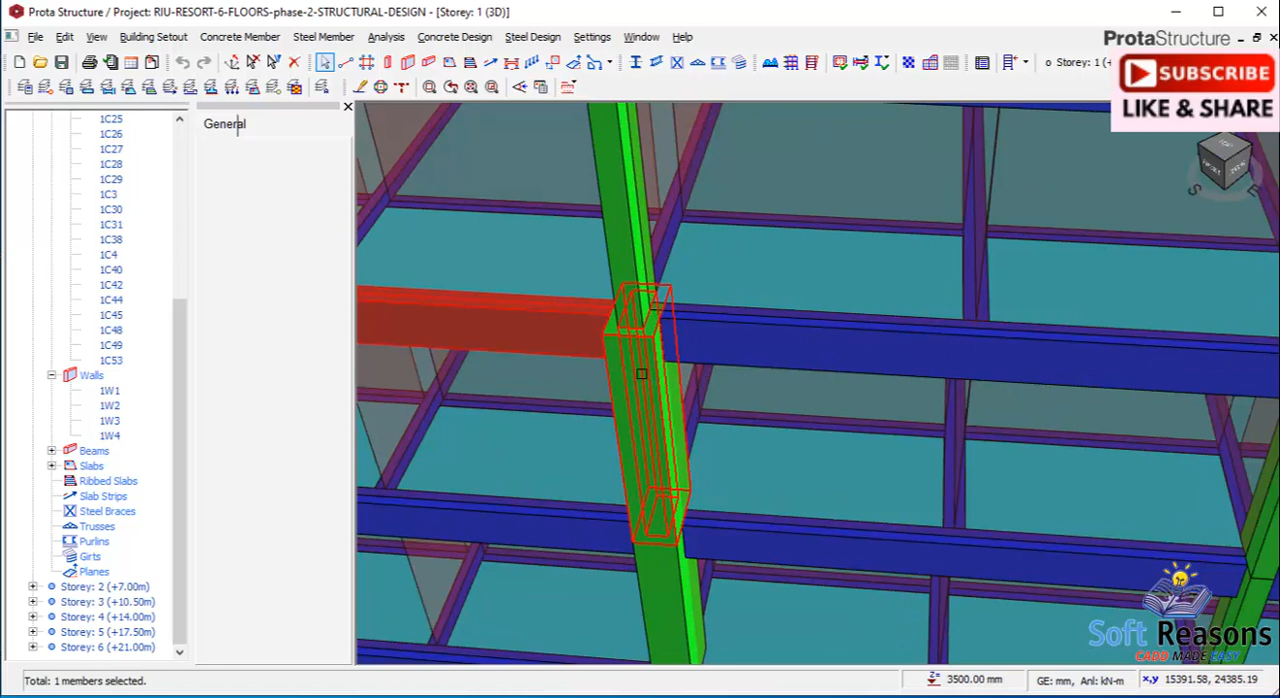 Prota Structure / Project: RIU-RESORT-6-FLOORS-phase-2-STRUCTURAL-DESIGN - [Storey: 1 (3D)]
File Edit View Building Setout Concrete Member Steel Member Analysis Concrete Design Steel Design Settings Window Help
ProtaStructure
Storey: 1 (+
SUBSCRIBE
LIKE & SHARE
General
1C25
1C26
1C27
1C28
1C29
1C3
1C30
1C31
1C38
1C4
1C40
1C42
1C44
1C45
1C48
1C49
1C53
Walls
1W1
1W2
1W3
1W4
Beams
Slabs
Ribbed Slabs
Slab Strips
Steel Braces
Trusses
Purlins
Girts
Planes
Storey: 2 (+7.00m)
Storey: 3 (+10.50m)
Storey: 4 (+14.00m)
Storey: 5 (+17.50m)
Storey: 6 (+21.00m)
S
E
Soft Reasons
CADD MADE EASY
Total: 1 members selected.
Z= 3500.00 mm
GE: mm, Anl: kN-m
x,y 15391.58, 24385.19